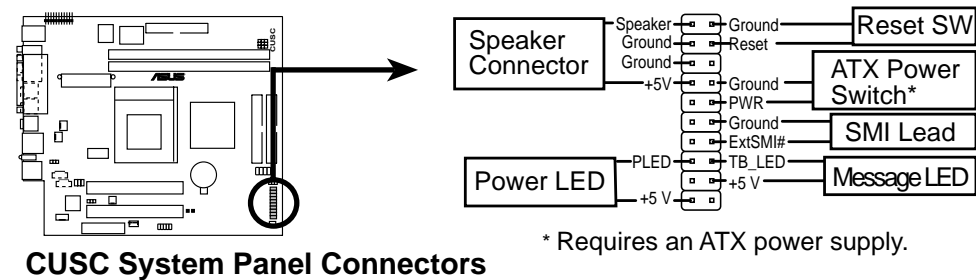 CUSC
/SUS
Speaker Connector
Speaker
Ground
Ground
+5V
Power LED
PLED
+5 V
Ground
Reset
Reset SW
Ground
PWR
ATX Power Switch*
Ground
ExtSMI#
SMI Lead
TB_LED
+5 V
Message LED
* Requires an ATX power supply.
CUSC System Panel Connectors